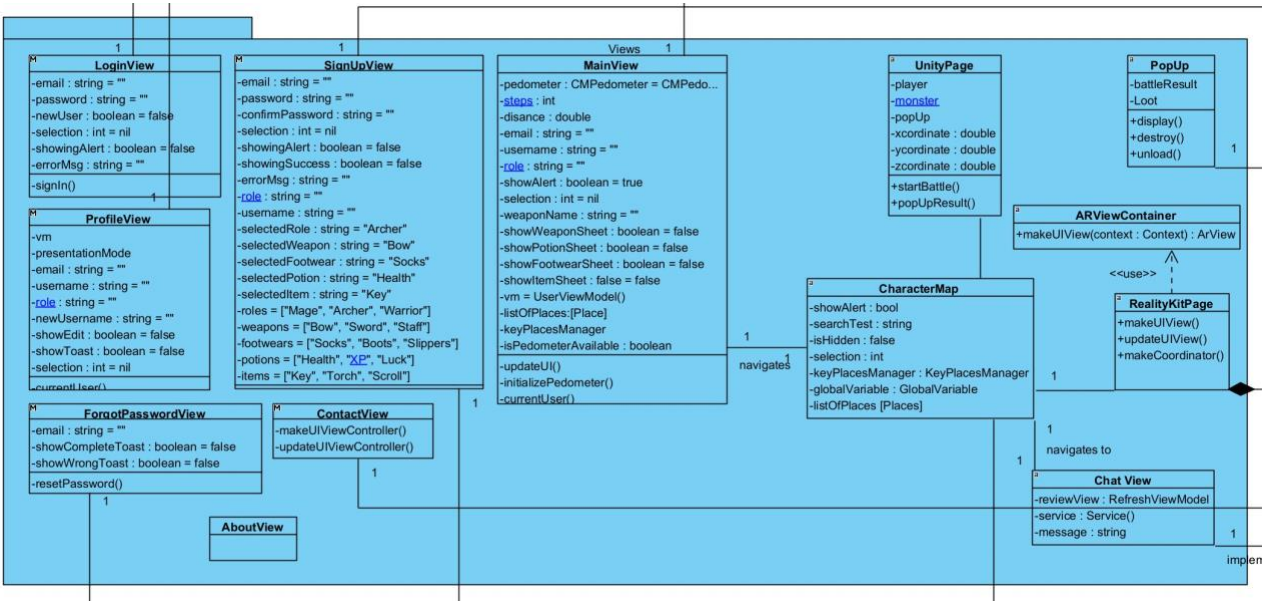 Views
1
LoginView
-email : string = ""
-password : string = ""
-newUser : boolean = false
-selection : int = nil
-showingAlert : boolean = false
-errorMsg : string = ""
-signIn()
1
ProfileView
-vm
-presentationMode
-email : string = ""
-username : string = ""
-role : string = ""
-newUsername : string = ""
-showEdit : boolean = false
-showToast : boolean = false
-selection : int = nil
-currentUser()
ForgotPasswordView
-email : string = ""
-showCompleteToast : boolean = false
-showWrongToast : boolean = false
-resetPassword()
1
AboutView
1
SignUpView
-email : string = ""
-password : string = ""
-confirmPassword : string = ""
-selection : int = nil
-showingAlert : boolean = false
-showingSuccess : boolean = false
-errorMsg : string = ""
-role : string = ""
-username : string = ""
-selectedRole : string = "Archer"
-selectedWeapon : string = "Bow"
-selectedFootwear : string = "Socks"
-selectedPotion : string = "Health"
-selectedItem : string = "Key"
-roles = ["Mage", "Archer", "Warrior"]
-weapons = ["Bow", "Sword", "Staff"]
-footwears = ["Socks", "Boots", "Slippers"]
-potions = ["Health", "XP", "Luck"]
-items = ["Key", "Torch", "Scroll"]
1
ContactView
-makeUIViewController()
-updateUIViewController()
1
1
MainView
-pedometer : CMPedometer = CMPedo...
-steps : int
-disance : double
-email : string = ""
-username : string = ""
-role : string = ""
-showAlert : boolean = true
-selection : int = nil
-weaponName : string = ""
-showWeaponSheet : boolean = false
-showPotionSheet : boolean = false
-showFootwearSheet : boolean = false
-showItemSheet : false = false
-vm = UserViewModel()
-listOfPlaces:[Place]
-keyPlacesManager
-isPedometerAvailable : boolean
-updateUI()
-initializePedometer()
-currentUser()
1
navigates
1
UnityPage
-player
-monster
-popUp
-xcordinate : double
-ycordinate : double
-zcordinate : double
+startBattle()
+popUpResult()
PopUp
-battleResult
-Loot
+display()
+destroy()
+unload()
1
ARViewContainer
+makeUIView(context : Context) : ArView
<<use>>
CharacterMap
-showAlert : bool
-searchTest : string
-isHidden : false
-selection : int
-keyPlacesManager : KeyPlacesManager
-globalVariable : GlobalVariable
-listOfPlaces [Places]
RealityKitPage
+makeUIView()
+updateUIView()
+makeCoordinator()
1
1
navigates to
1
1
Chat View
-reviewView : RefreshViewModel
-service : Service()
-message : string
1